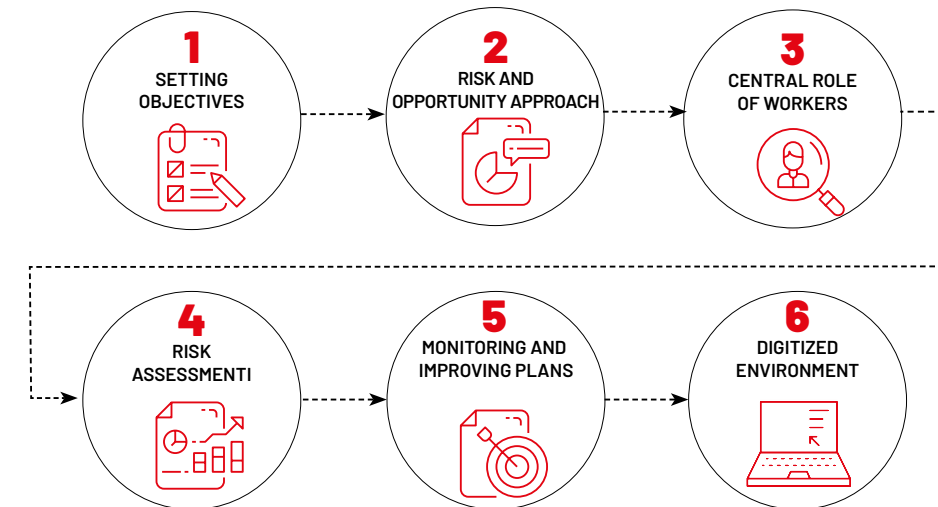 1
SETTING
OBJECTIVES
2
RISK AND
OPPORTUNITY APPROACH
3
CENTRAL ROLE
OF WORKERS
4
RISK
ASSESSMENTI
5
MONITORING AND
IMPROVING PLANS
6
DIGITIZED
ENVIRONMENT